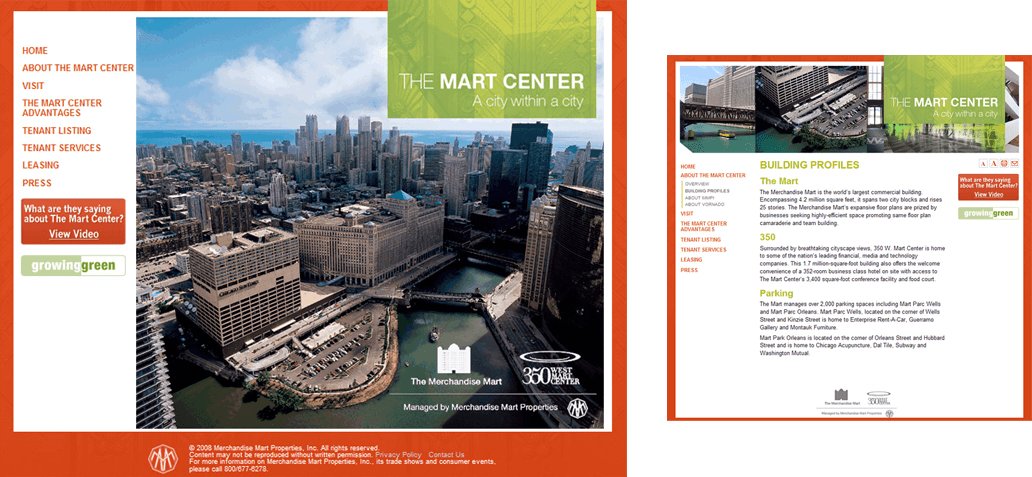 HOME
ABOUT THE MART CENTER
VISIT
THE MART CENTER
ADVANTAGES
TENANT LISTING
TENANT SERVICES
LEASING
PRESS
What are they saying
about The Mart Center?
View Video
growinggreen
THE MART CENTER
A city within a city
The Merchandise Mart
350 WEST
MART
CENTER
Managed by Merchandise Mart Properties
© 2008 Merchandise Mart Properties, Inc. All rights reserved.
Content may not be reproduced without written permission. Privacy Policy Contact Us
For more information on Merchandise Mart Properties, Inc., its trade shows and consumer events,
please call 800/677-6278.
THE MART CENTER
A city within a city
HOME
ABOUT THE MART CENTER
OVERVIEW
BUILDING PROFILES
ABOUT MMPI
ABOUT VORNADO
VISIT
THE MART CENTER
ADVANTAGES
TENANT LISTING
TENANT SERVICES
LEASING
PRESS
BUILDING PROFILES
The Mart
The Merchandise Mart is the world's largest commercial building.
Encompassing 4.2 million square feet, it spans two city blocks and rises
25 stories. The Merchandise Mart's expansive floor plans are prized by
businesses seeking highly-efficient space promoting same floor plan
camaraderie and team building.
350
Surrounded by breathtaking cityscape views, 350 W. Mart Center is home
to some of the nation's leading financial, media and technology
companies. This 1.7 million-square-foot building also offers the welcome
convenience of a 352-room business class hotel on site with access to
The Mart Center's 3,400 square-foot conference facility and food court.
Parking
The Mart manages over 2,000 parking spaces including Mart Parc Wells
and Mart Parc Orleans. Mart Parc Wells, located on the corner of Wells
Street and Kinzie Street is home to Enterprise Rent-A-Car, Guerramo
Gallery and Montauk Furniture.
Mart Park Orleans is located on the corner of Orleans Street and Hubbard
Street and is home to Chicago Acupuncture, Dal Tile, Subway and
Washington Mutual.
A A
What are they saying
about The Mart Center?
View Video
growinggreen
The Merchandise Mart
350
Managed by Merchandise Mart Properties